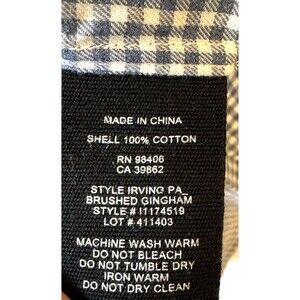 MADE IN CHINA
SHELL 100% COTTON
RN 98406
CA 39862
STYLE IRVING PA_
BRUSHED GINGHAM
STYLE # I1174519
LOT # 411403
MACHINE WASH WARM
DO NOT BLEACH
DO NOT TUMBLE DRY
IRON WARM
DO NOT DRY CLEAN